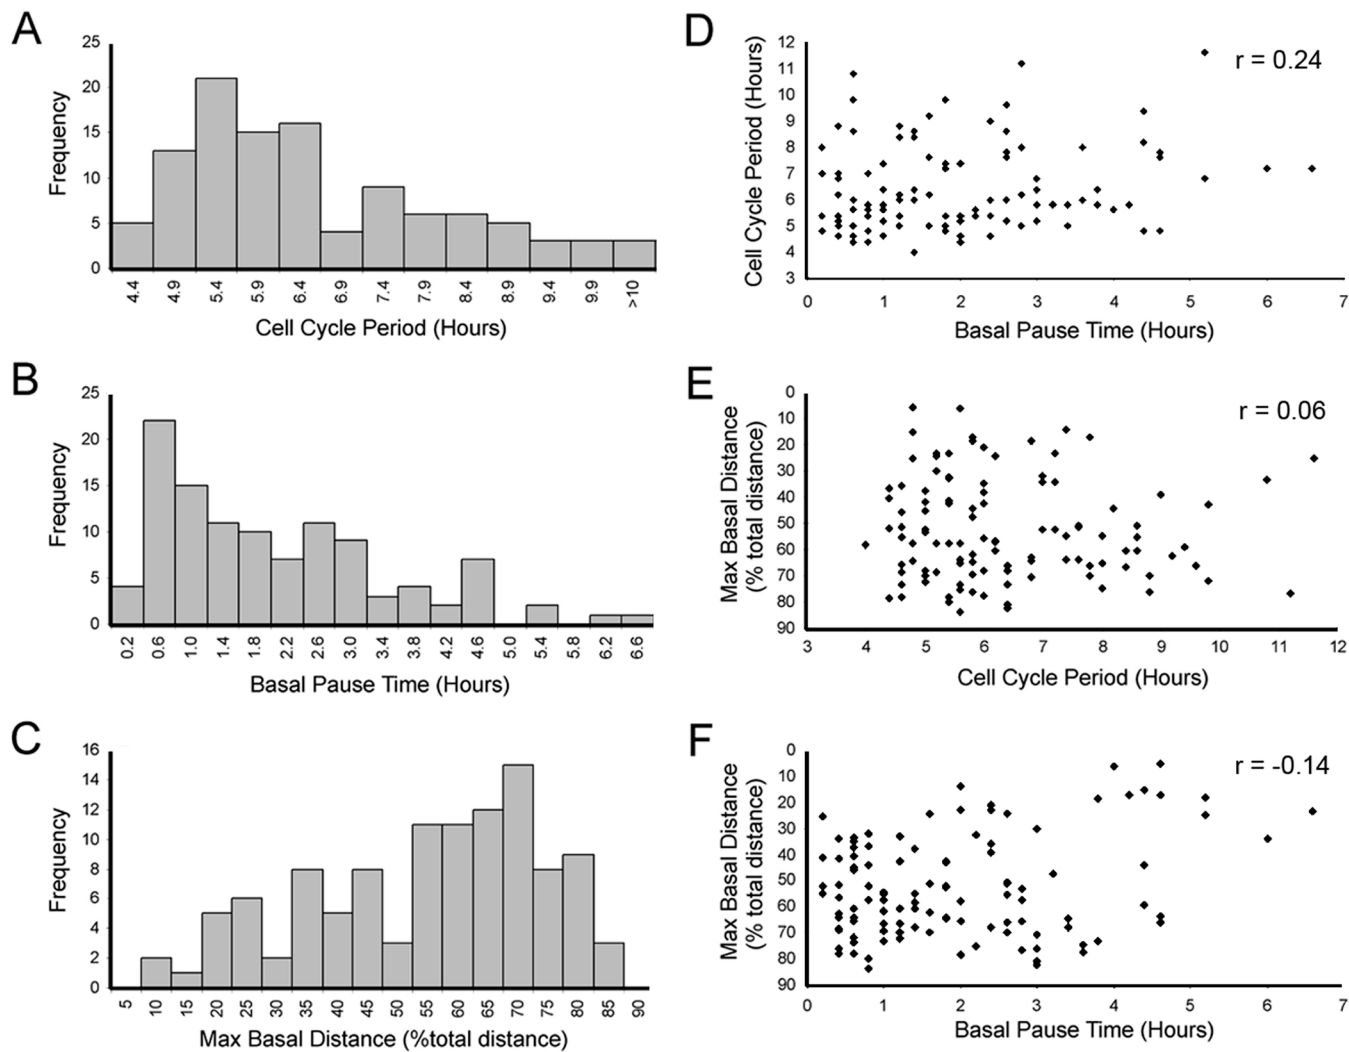 A
25
20
15
10
5
0
Frequency
4.4 4.9 5.4 5.9 6.4 6.9 7.4 7.9 8.4 8.9 9.4 9.9 >10
Cell Cycle Period (Hours)
B
25
20
15
10
5
0
Frequency
0.2 0.6 1.0 1.4 1.8 2.2 2.6 3.0 3.4 3.8 4.2 4.6 5.0 5.4 5.8 6.2 6.6
Basal Pause Time (Hours)
C
16
14
12
10
8
6
4
2
0
Frequency
5 10 15 20 25 30 35 40 45 50 55 60 65 70 75 80 85 90
Max Basal Distance (%total distance)
D
12
11
10
9
8
7
6
5
4
3
Cell Cycle Period (Hours)
r = 0.24
0 1 2 3 4 5 6 7
Basal Pause Time (Hours)
E
0
10
20
30
40
50
60
70
80
90
Max Basal Distance
(% total distance)
r = 0.06
3 4 5 6 7 8 9 10 11 12
Cell Cycle Period (Hours)
F
0
10
20
30
40
50
60
70
80
90
Max Basal Distance
(% total distance)
r = -0.14
0 1 2 3 4 5 6 7
Basal Pause Time (Hours)